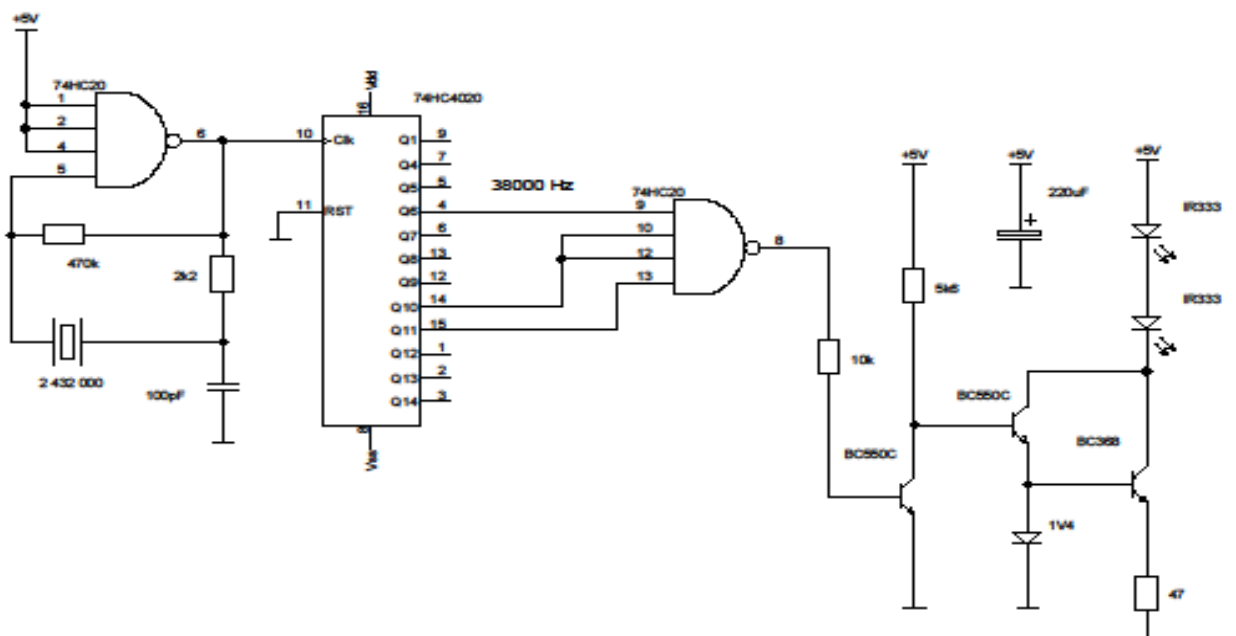 +5V
74HC20
1
2
4
5
6
470k
2k2
2 432 000
100pF
74HC4020
Vdd
16
10
Clk
11
RST
Q1
9
Q4
7
Q5
5
Q6
4
Q7
6
Q8
13
Q9
12
Q10
14
Q11
15
Q12
1
Q13
2
Q14
3
8
Vss
38000 Hz
74HC20
9
10
12
13
8
10k
+5V
5k6
BC550C
+5V
220uF
+
BC550C
1V4
+5V
IR333
IR333
BC368
47